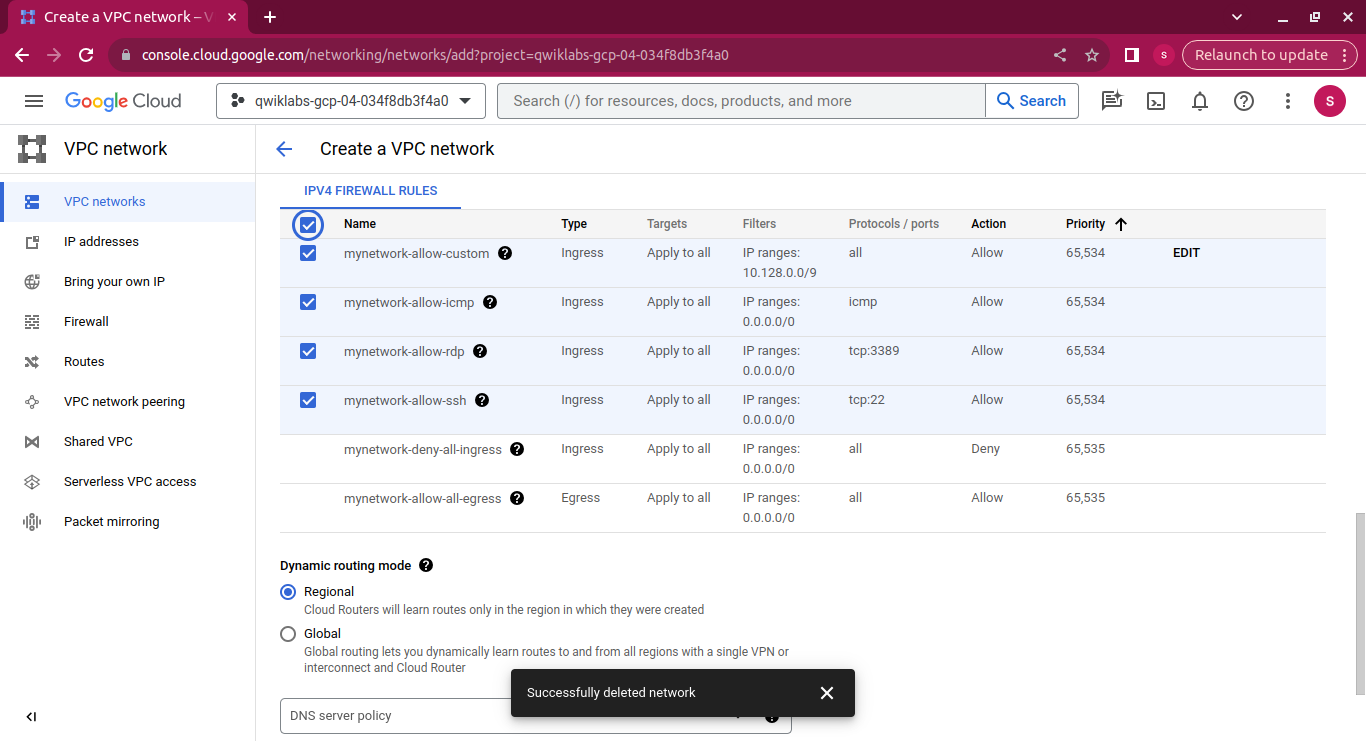 Create a VPC network – V
console.cloud.google.com/networking/networks/add?project=qwiklabs-gcp-04-034f8db3f4a0
S
Relaunch to update
Google Cloud
qwiklabs-gcp-04-034f8db3f4a0
Search (/) for resources, docs, products, and more
Search
S
VPC network
Create a VPC network
VPC networks
IP addresses
Bring your own IP
Firewall
Routes
VPC network peering
Shared VPC
Serverless VPC access
Packet mirroring
IPV4 FIREWALL RULES
Name Type Targets Filters Protocols / ports Action Priority
mynetwork-allow-custom Ingress Apply to all IP ranges: all Allow 65,534 EDIT
10.128.0.0/9
mynetwork-allow-icmp Ingress Apply to all IP ranges: icmp Allow 65,534
0.0.0.0/0
mynetwork-allow-rdp Ingress Apply to all IP ranges: tcp:3389 Allow 65,534
0.0.0.0/0
mynetwork-allow-ssh Ingress Apply to all IP ranges: tcp:22 Allow 65,534
0.0.0.0/0
mynetwork-deny-all-ingress Ingress Apply to all IP ranges: all Deny 65,535
0.0.0.0/0
mynetwork-allow-all-egress Egress Apply to all IP ranges: all Allow 65,535
0.0.0.0/0
Dynamic routing mode
Regional
Cloud Routers will learn routes only in the region in which they were created
Global
Global routing lets you dynamically learn routes to and from all regions with a single VPN or
interconnect and Cloud Router
Successfully deleted network
DNS server policy